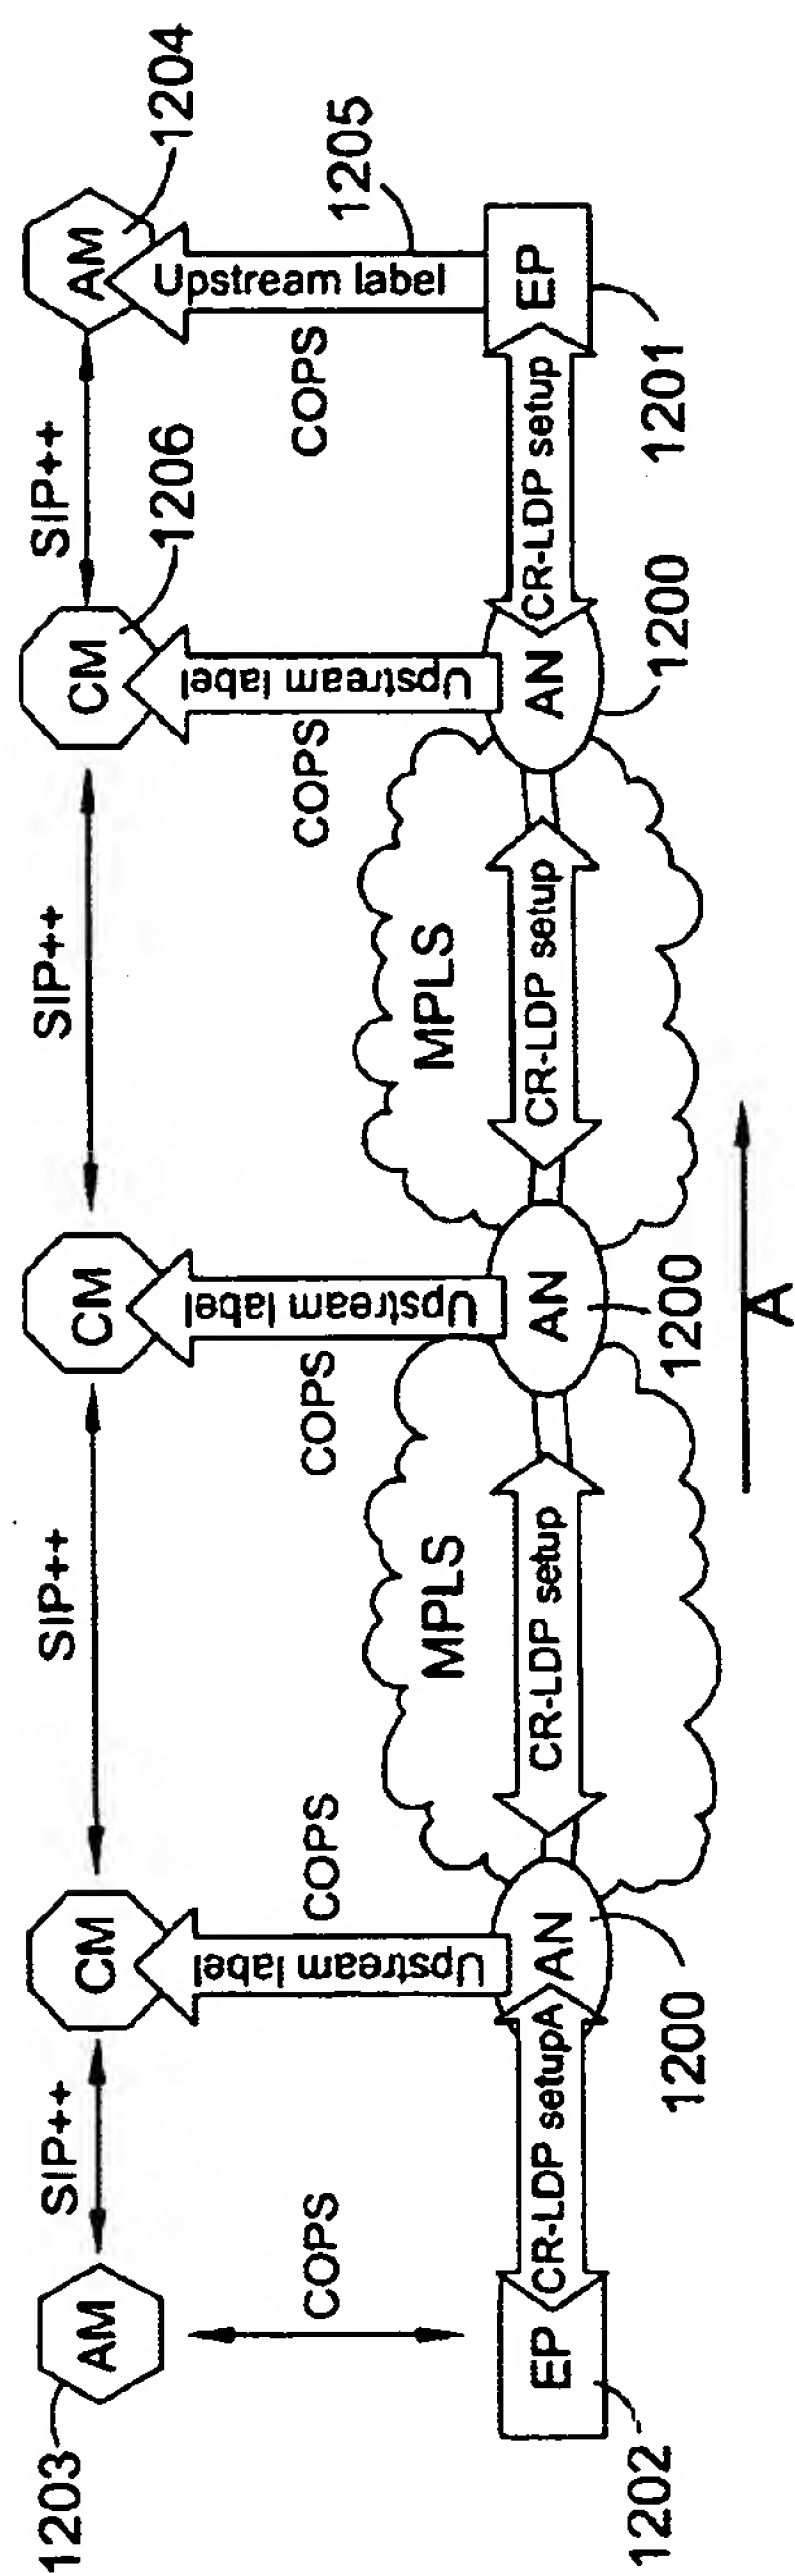 1203
AM
SIP++
CM
SIP++
CM
SIP++
CM
1206
SIP++
AM
1204
COPS
Upstream label
COPS
Upstream label
COPS
Upstream label
COPS
Upstream label
COPS
1205
MPLS
MPLS
EP
CR-LDP setupA
AN
CR-LDP setup
AN
CR-LDP setup
AN
CR-LDP setup
EP
1202
1200
1200
1200
1201
A